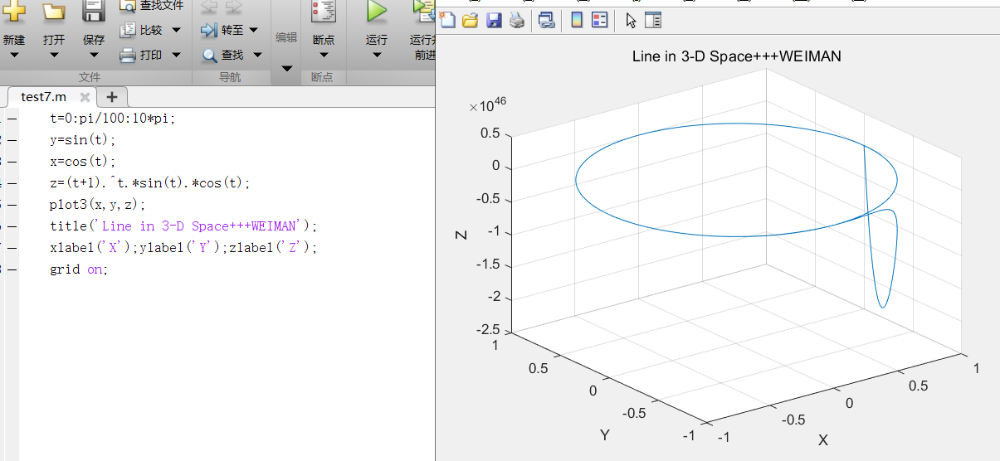 查找文件
新建
打开
保存
比较
打印
转至
查找
编辑
断点
运行
前进
文件
导航
断点
test7.m
t=0:pi/100:10*pi;
y=sin(t);
x=cos(t);
z=(t+1).^t.*sin(t).*cos(t);
plot3(x,y,z);
title('Line in 3-D Space+++WEIMAN');
xlabel('X');ylabel('Y');zlabel('Z');
grid on;
Line in 3-D Space+++WEIMAN
×10^46
0.5
0
-0.5
-1
-1.5
-2
-2.5
Z
1
0.5
0
-0.5
-1
Y
-1
-0.5
0
0.5
1
X